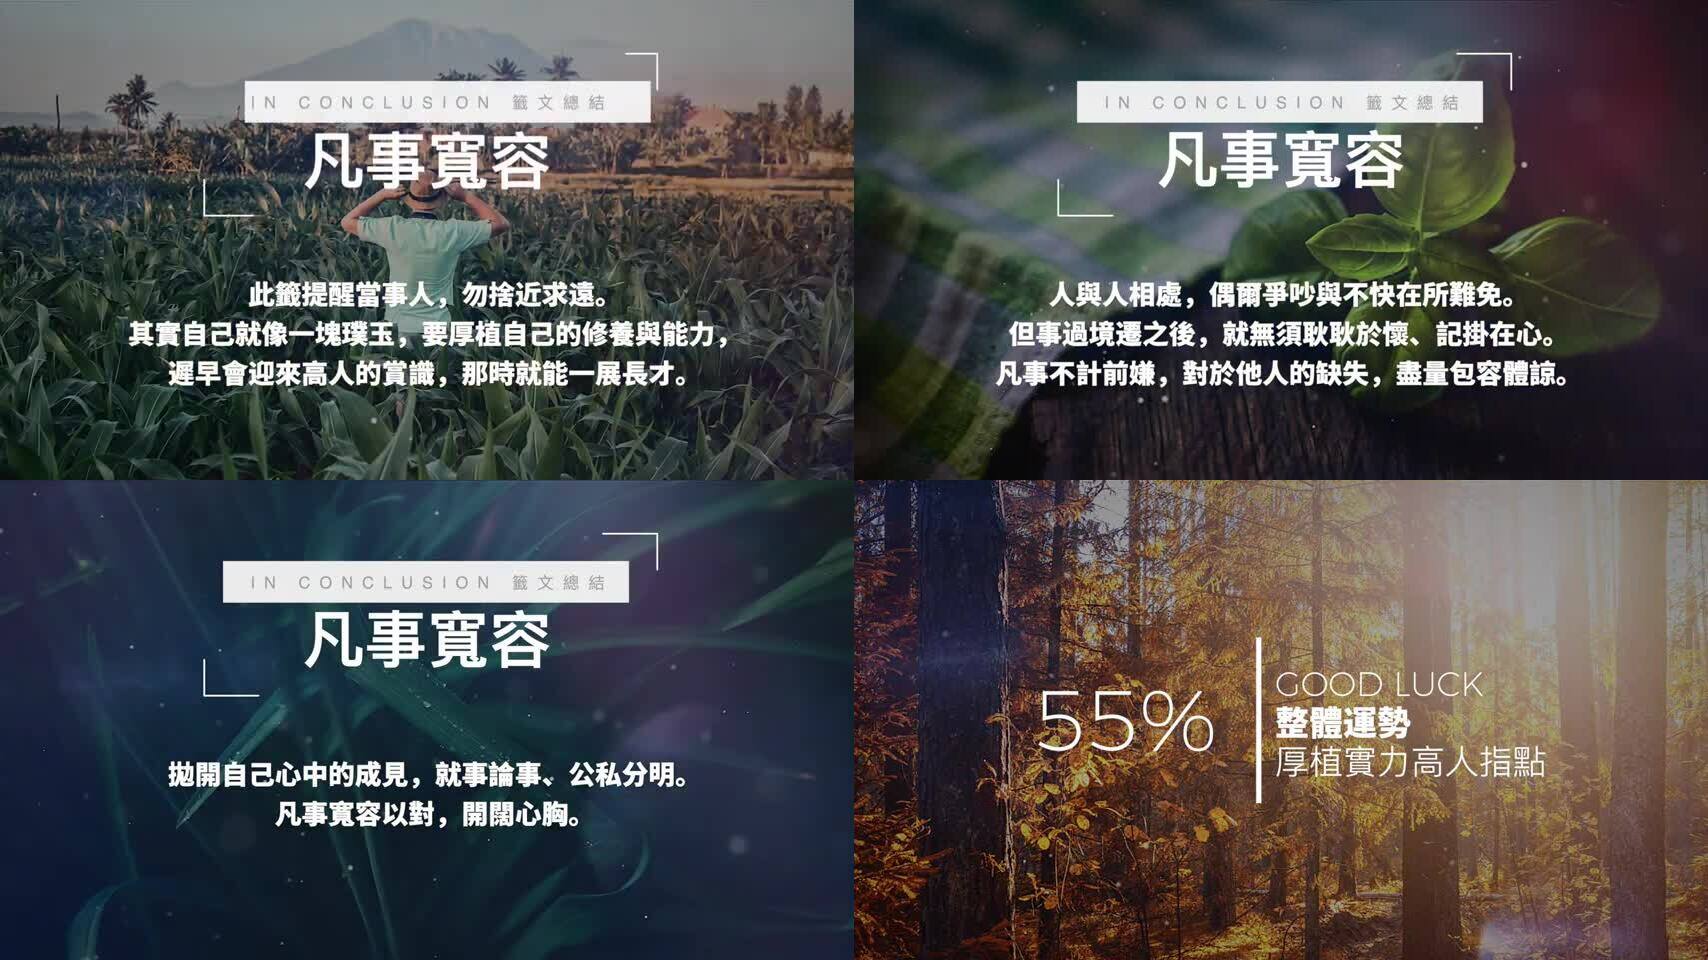 IN CONCLUSION 籤文總結
凡事寬容
此籤提醒當事人，勿捨近求遠。
其實自己就像一塊璞玉，要厚植自己的修養與能力，
遲早會迎來高人的賞識，那時就能一展長才。
IN CONCLUSION 籤文總結
凡事寬容
人與人相處，偶爾爭吵與不快在所難免。
但事過境遷之後，就無須耿耿於懷、記掛在心。
凡事不計前嫌，對於他人的缺失，盡量包容體諒。
IN CONCLUSION 籤文總結
凡事寬容
拋開自己心中的成見，就事論事、公私分明。
凡事寬容以對，開闊心胸。
55%
GOOD LUCK
整體運勢
厚植實力高人指點